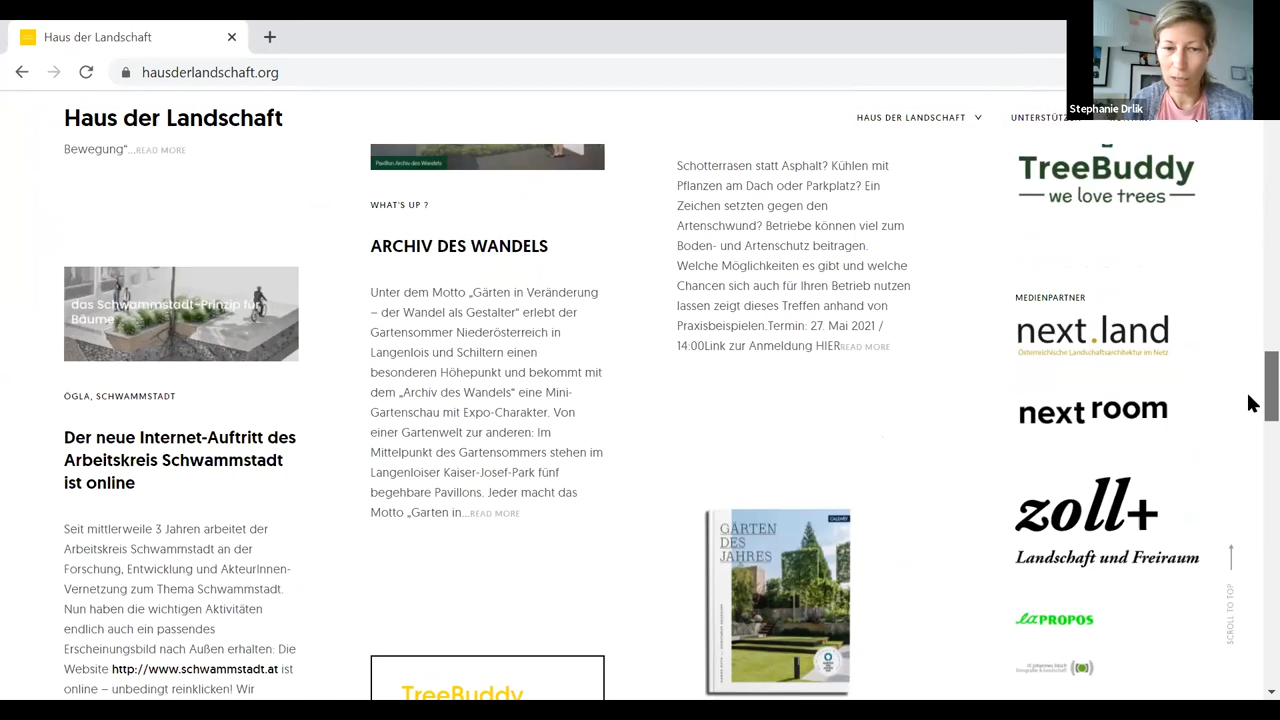 Haus der Landschaft
hausderlandschaft.org
Stephanie Drlik
Haus der Landschaft
HAUS DER LANDSCHAFT
Bewegung“...READ MORE
das Schwammstadt-Prinzip für
Bäume
ÖGLA, SCHWAMMSTADT
Der neue Internet-Auftritt des
Arbeitskreis Schwammstadt
ist online
Seit mittlerweile 3 Jahren arbeitet der
Arbeitskreis Schwammstadt an der
Forschung, Entwicklung und AkteurInnen-
Vernetzung zum Thema Schwammstadt.
Nun haben die wichtigen Aktivitäten
endlich auch ein passendes
Erscheinungsbild nach Außen erhalten: Die
Website http://www.schwammstadt.at ist
online – unbedingt reinklicken! Wir
Pavillon Archiv des Wandels
WHAT'S UP ?
ARCHIV DES WANDELS
Unter dem Motto „Gärten in Veränderung
– der Wandel als Gestalter“ erlebt der
Gartensommer Niederösterreich in
Langenlois und Schiltern einen
besonderen Höhepunkt und bekommt mit
dem „Archiv des Wandels“ eine Mini-
Gartenschau mit Expo-Charakter. Von
einer Gartenwelt zur anderen: Im
Mittelpunkt des Gartensommers stehen im
Langenloiser Kaiser-Josef-Park fünf
begehbare Pavillons. Jeder macht das
Motto „Garten in...READ MORE
TreeBuddy
Schotterrasen statt Asphalt? Kühlen mit
Pflanzen am Dach oder Parkplatz? Ein
Zeichen setzten gegen den
Artenschwund? Betriebe können viel zum
Boden- und Artenschutz beitragen.
Welche Möglichkeiten es gibt und welche
Chancen sich auch für Ihren Betrieb nutzen
lassen zeigt dieses Treffen anhand von
Praxisbeispielen.Termin: 27. Mai 2021 /
14:00Link zur Anmeldung HIERREAD MORE
CALLWEY
GÄRTEN
DES
JAHRES
TreeBuddy
we love trees
MEDIENPARTNER
next.land
Österreichische Landschaftsarchitektur im Netz
next room
zoll+
Landschaft und Freiraum
la PROPOS
SCROLL TO TOP